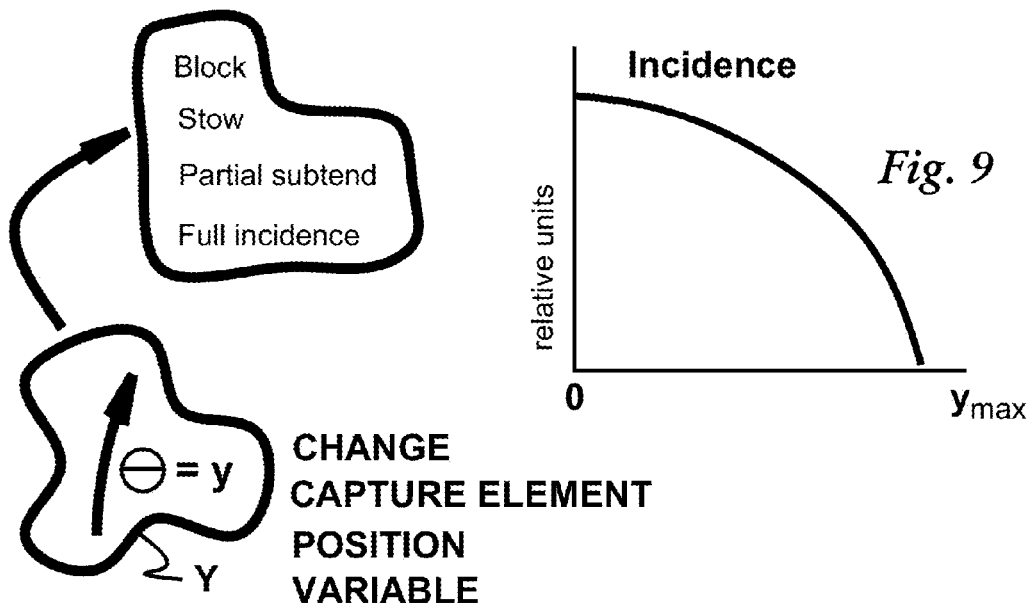 Block
Stow
Partial subtend
Full incidence
Incidence
Fig. 9
relative units
0
ymax
Θ = y
Y
CHANGE
CAPTURE ELEMENT
POSITION
VARIABLE